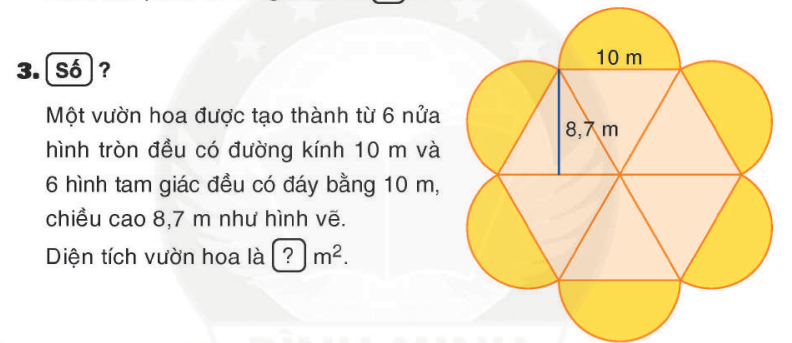 3. Số ?
Một vườn hoa được tạo thành từ 6 nửa
hình tròn đều có đường kính 10 m và
6 hình tam giác đều có đáy bằng 10 m,
chiều cao 8,7 m như hình vẽ.
Diện tích vườn hoa là ? m².
10 m
8,7 m